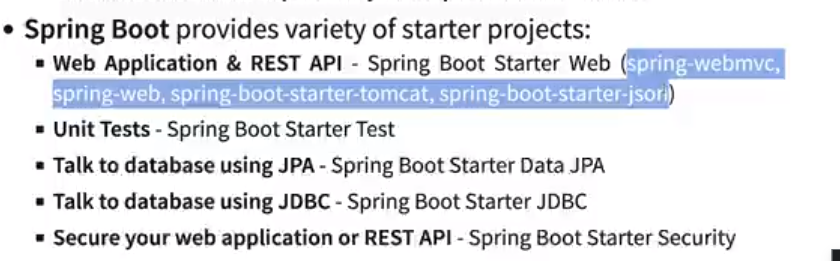 • Spring Boot provides variety of starter projects:
▪ Web Application & REST API - Spring Boot Starter Web (spring-webmvc,
spring-web, spring-boot-starter-tomcat, spring-boot-starter-json)
▪ Unit Tests - Spring Boot Starter Test
▪ Talk to database using JPA - Spring Boot Starter Data JPA
▪ Talk to database using JDBC - Spring Boot Starter JDBC
▪ Secure your web application or REST API - Spring Boot Starter Security